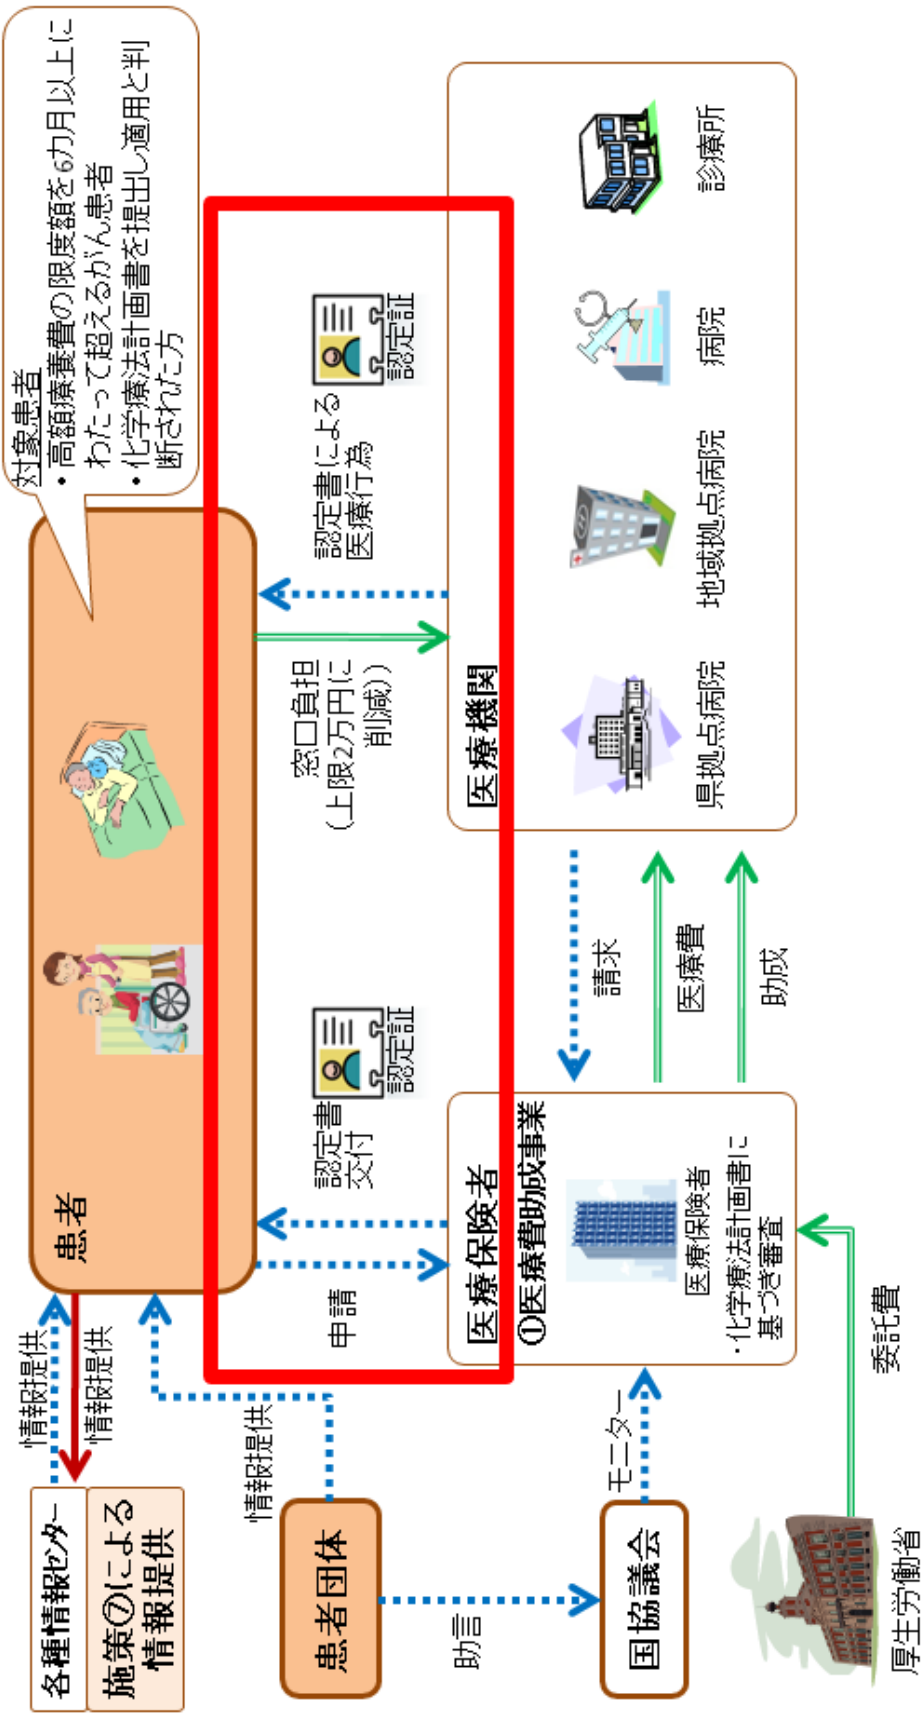 対象患者
・高額療養費の限度額を6カ月以上に
わたって超えるがん患者
・化学療法計画書を提出し適用と判
断された方
各種情報センター
施策⑦による
情報提供
情報提供
情報提供
患者
患者団体
情報提供
申請
認定書
交付
認定証
窓口負担
(上限2万円に
削減))
認定書による
医療行為
認定証
助言
国協議会
モニター
医療保険者
①医療費助成事業
医療保険者
・化学療法計画書に
基づき審査
請求
医療費
助成
医療機関
県拠点病院
地域拠点病院
病院
診療所
厚生労働省
委託費